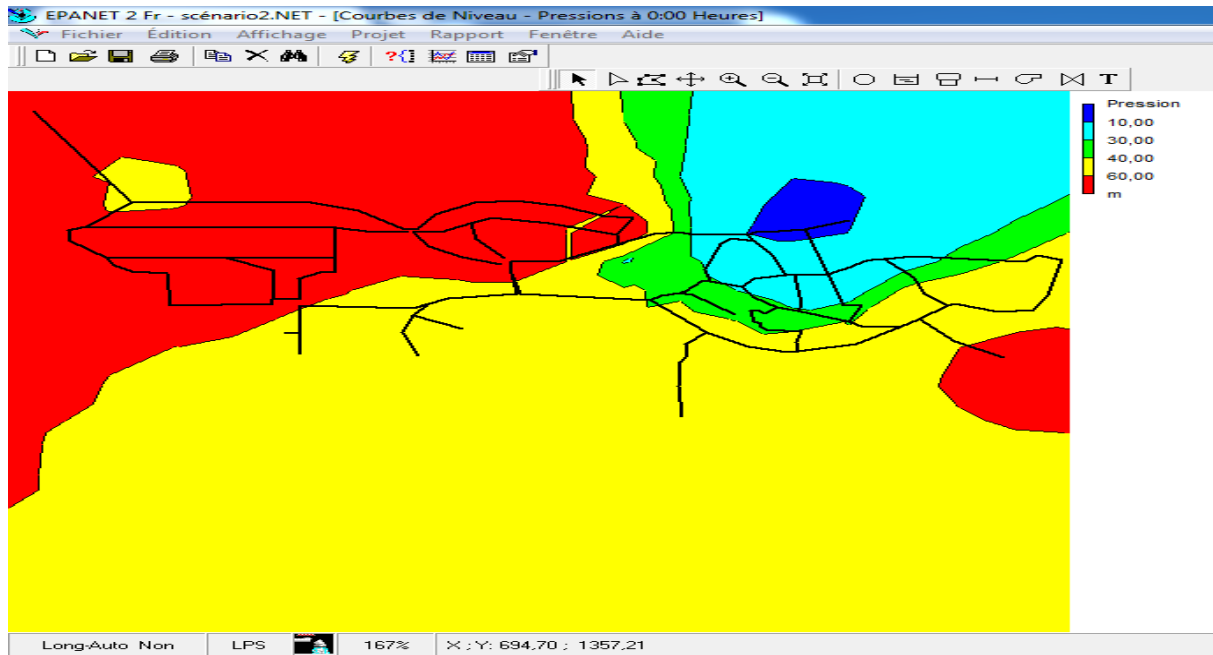 EPANET 2 Fr - scénario2.NET - [Courbes de Niveau - Pressions à 0:00 Heures]
Fichier Édition Affichage Projet Rapport Fenêtre Aide
?{}
T
Pression
10,00
30,00
40,00
60,00
m
Long-Auto Non LPS 167% X ; Y: 694,70 ; 1357,21